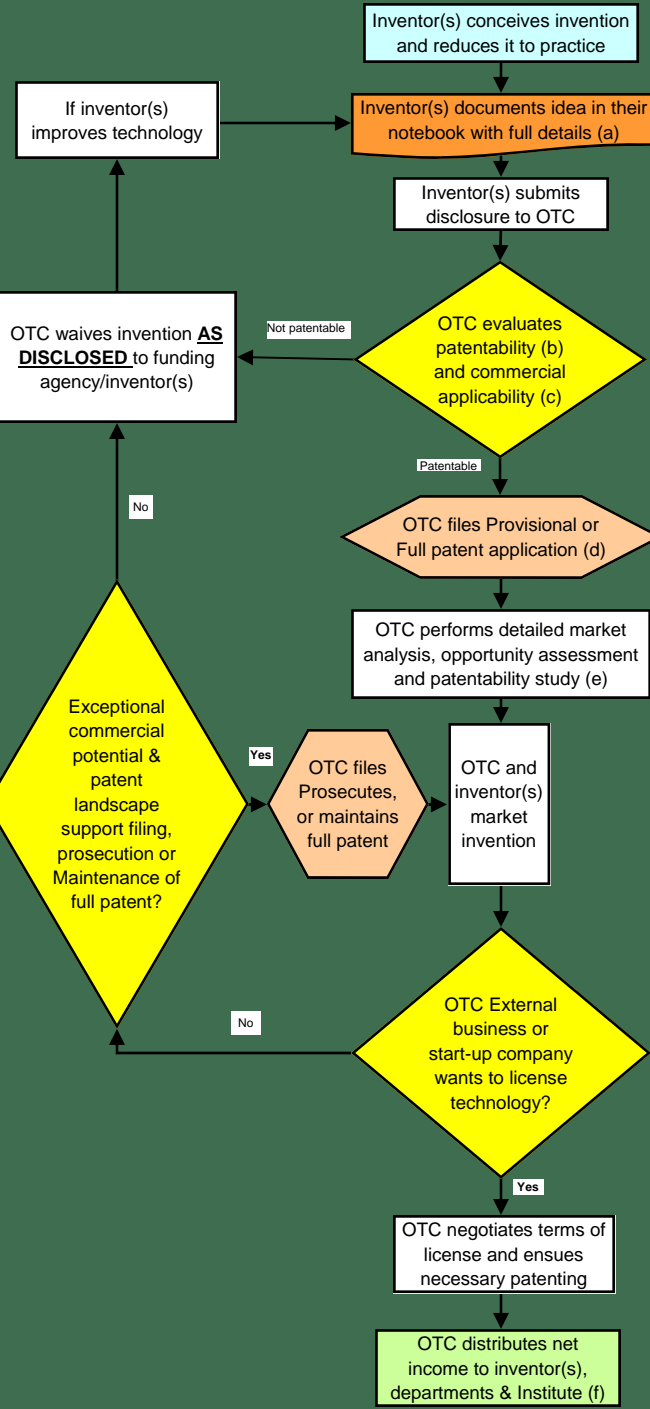 Inventor(s) conceives invention
and reduces it to practice
If inventor(s)
improves technology
Inventor(s) documents idea in their
notebook with full details (a)
Inventor(s) submits
disclosure to OTC
OTC waives invention AS
DISCLOSED to funding
agency/inventor(s)
Not patentable
OTC evaluates
patentability (b)
and commercial
applicability (c)
Patentable
No
OTC files Provisional or
Full patent application (d)
OTC performs detailed market
analysis, opportunity assessment
and patentability study (e)
Exceptional
commercial
potential &
patent
landscape
support filing,
prosecution or
Maintenance of
full patent?
Yes
OTC files
Prosecutes,
or maintains
full patent
OTC and
inventor(s)
market
invention
No
OTC External
business or
start-up company
wants to license
technology?
Yes
OTC negotiates terms of
license and ensues
necessary patenting
OTC distributes net
income to inventor(s),
departments & Institute (f)